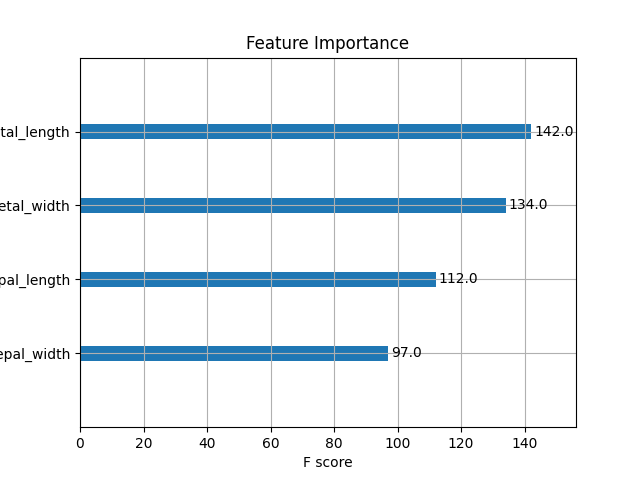 Feature Importance
tal_length
142.0
etal_width
134.0
pal_length
112.0
epal_width
97.0
0 20 40 60 80 100 120 140
F score